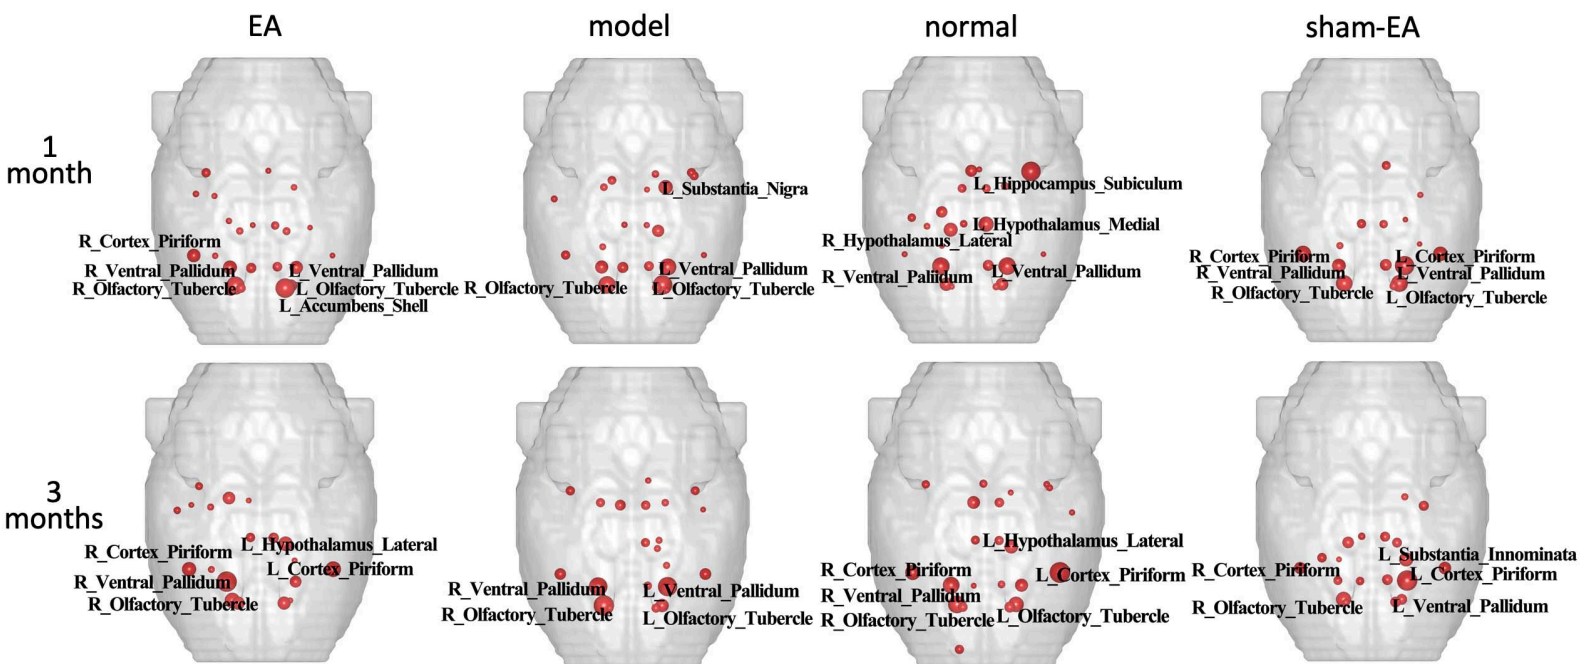 EA
model
normal
sham-EA
1
month
R_Cortex_Piriform
R_Ventral_Pallidum
L_Ventral_Pallidum
R_Olfactory_Tubercle
L_Olfactory_Tubercle
L_Accumbens_Shell
L_Substantia_Nigra
L_Ventral_Pallidum
R_Olfactory_Tubercle
L_Olfactory_Tubercle
L_Hippocampus_Subiculum
L_Hypothalamus_Medial
R_Hypothalamus_Lateral
R_Ventral_Pallidum
L_Ventral_Pallidum
R_Cortex_Piriform
L_Cortex_Piriform
R_Ventral_Pallidum
L_Ventral_Pallidum
R_Olfactory_Tubercle
L_Olfactory_Tubercle
3
months
R_Cortex_Piriform
L_Hypothalamus_Lateral
L_Cortex_Piriform
R_Ventral_Pallidum
R_Olfactory_Tubercle
R_Ventral_Pallidum
L_Ventral_Pallidum
R_Olfactory_Tubercle
L_Olfactory_Tubercle
L_Hypothalamus_Lateral
R_Cortex_Piriform
L_Cortex_Piriform
R_Ventral_Pallidum
R_Olfactory_Tubercle
L_Olfactory_Tubercle
L_Substantia_Innominata
R_Cortex_Piriform
L_Cortex_Piriform
R_Olfactory_Tubercle
L_Ventral_Pallidum